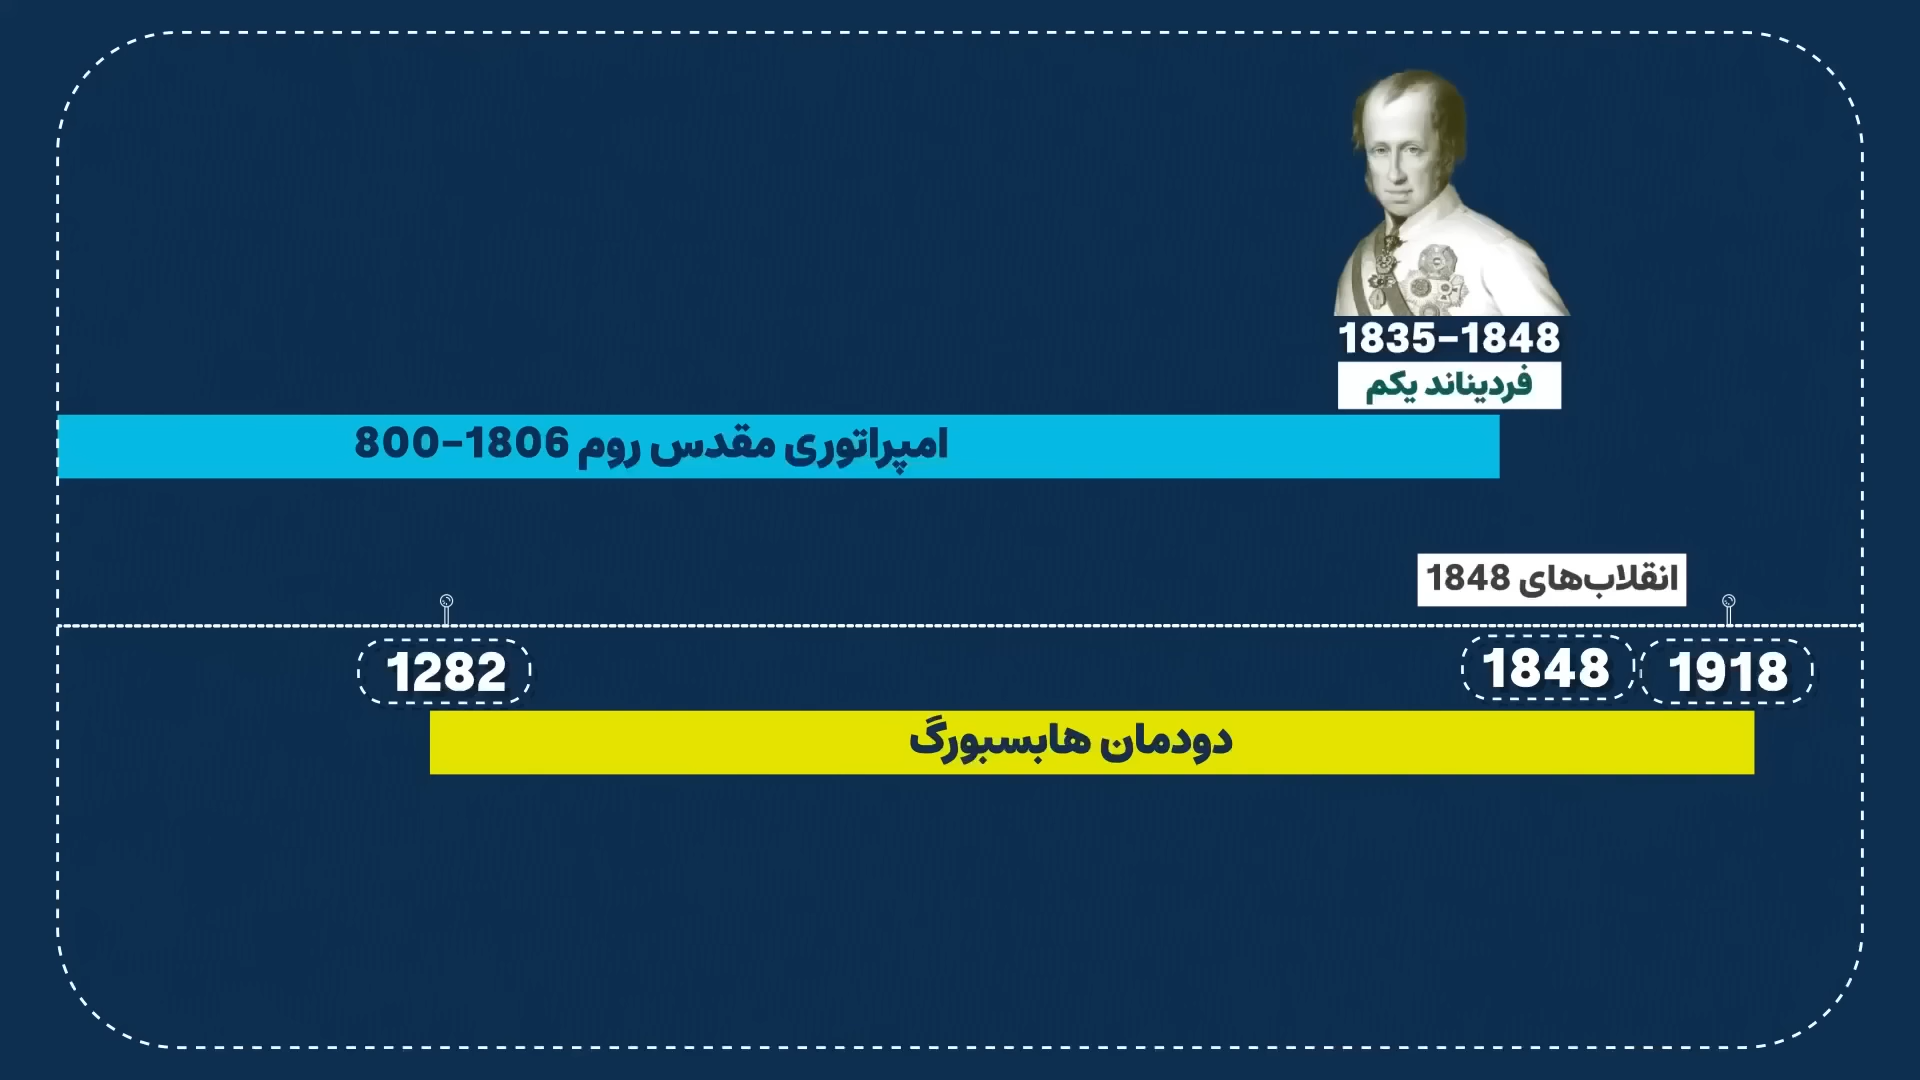 1835-1848
فردیناند یکم
امپراتوری مقدس روم 1806-800
انقلاب‌های 1848
1282
1848
1918
دودمان هابسبورگ